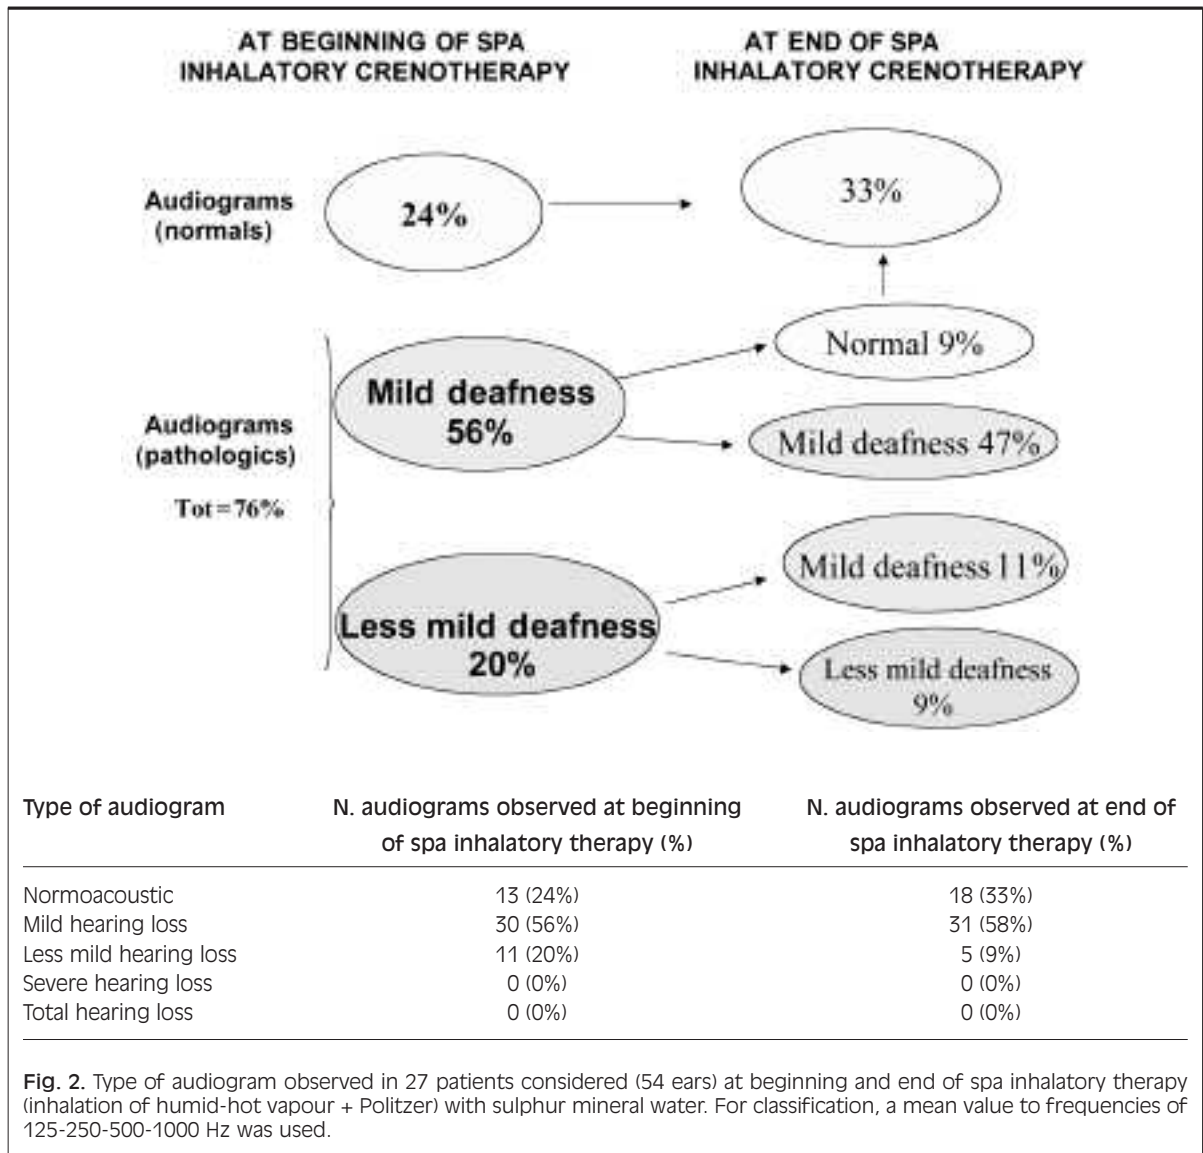 AT BEGINNING OF SPA
INHALATORY CRENOTHERAPY
AT END OF SPA
INHALATORY CRENOTHERAPY
Audiograms
(normals)
24%
33%
Normal 9%
Audiograms
(pathologics)
Tot=76%
Mild deafness
56%
Mild deafness 47%
Less mild deafness
20%
Mild deafness 11%
Less mild deafness
9%
Type of audiogram
N. audiograms observed at beginning
of spa inhalatory therapy (%)
N. audiograms observed at end of
spa inhalatory therapy (%)
Normoacoustic 13 (24%) 18 (33%)
Mild hearing loss 30 (56%) 31 (58%)
Less mild hearing loss 11 (20%) 5 (9%)
Severe hearing loss 0 (0%) 0 (0%)
Total hearing loss 0 (0%) 0 (0%)
Fig. 2. Type of audiogram observed in 27 patients considered (54 ears) at beginning and end of spa inhalatory therapy
(inhalation of humid-hot vapour + Politzer) with sulphur mineral water. For classification, a mean value to frequencies of
125-250-500-1000 Hz was used.